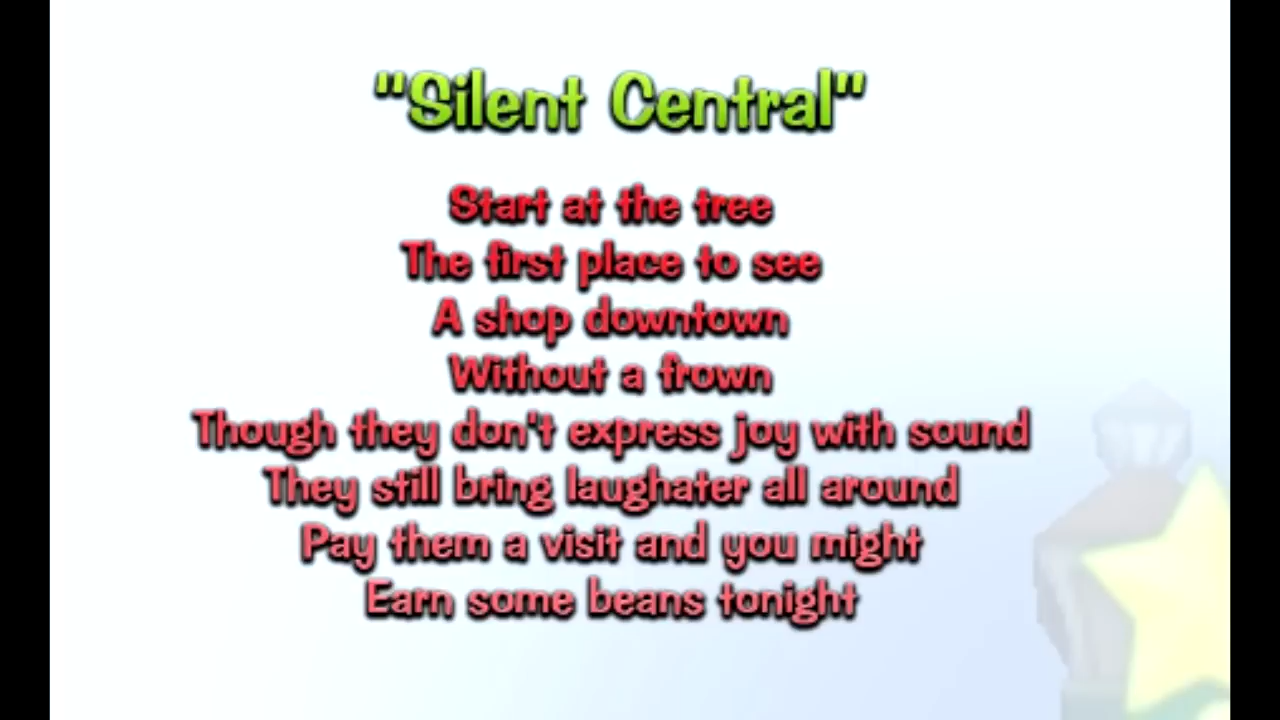 "Silent Central"
Start at the tree
The first place to see
A shop downtown
Without a frown
Though they don't express joy with sound
They still bring laughater all around
Pay them a visit and you might
Earn some beans tonight